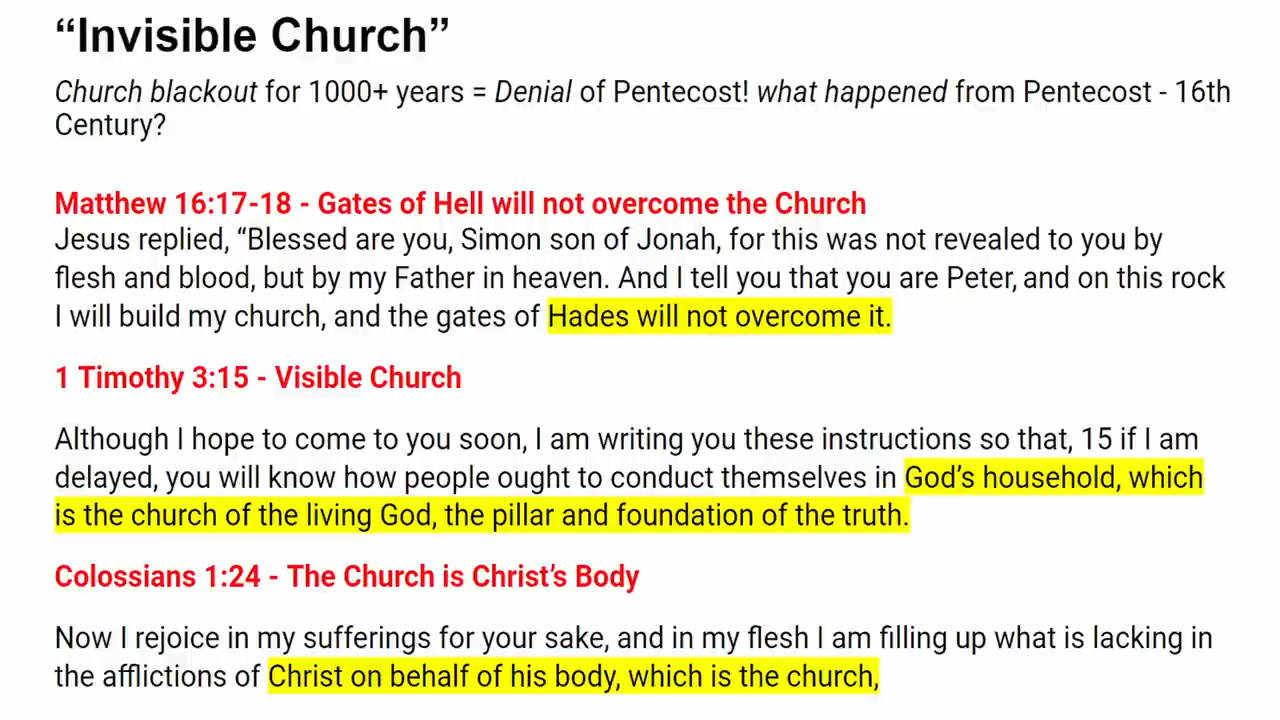 “Invisible Church”
Church blackout for 1000+ years = Denial of Pentecost! what happened from Pentecost - 16th
Century?
Matthew 16:17-18 - Gates of Hell will not overcome the Church
Jesus replied, “Blessed are you, Simon son of Jonah, for this was not revealed to you by
flesh and blood, but by my Father in heaven. And I tell you that you are Peter, and on this rock
I will build my church, and the gates of Hades will not overcome it.
1 Timothy 3:15 - Visible Church
Although I hope to come to you soon, I am writing you these instructions so that, 15 if I am
delayed, you will know how people ought to conduct themselves in God’s household, which
is the church of the living God, the pillar and foundation of the truth.
Colossians 1:24 - The Church is Christ’s Body
Now I rejoice in my sufferings for your sake, and in my flesh I am filling up what is lacking in
the afflictions of Christ on behalf of his body, which is the church,